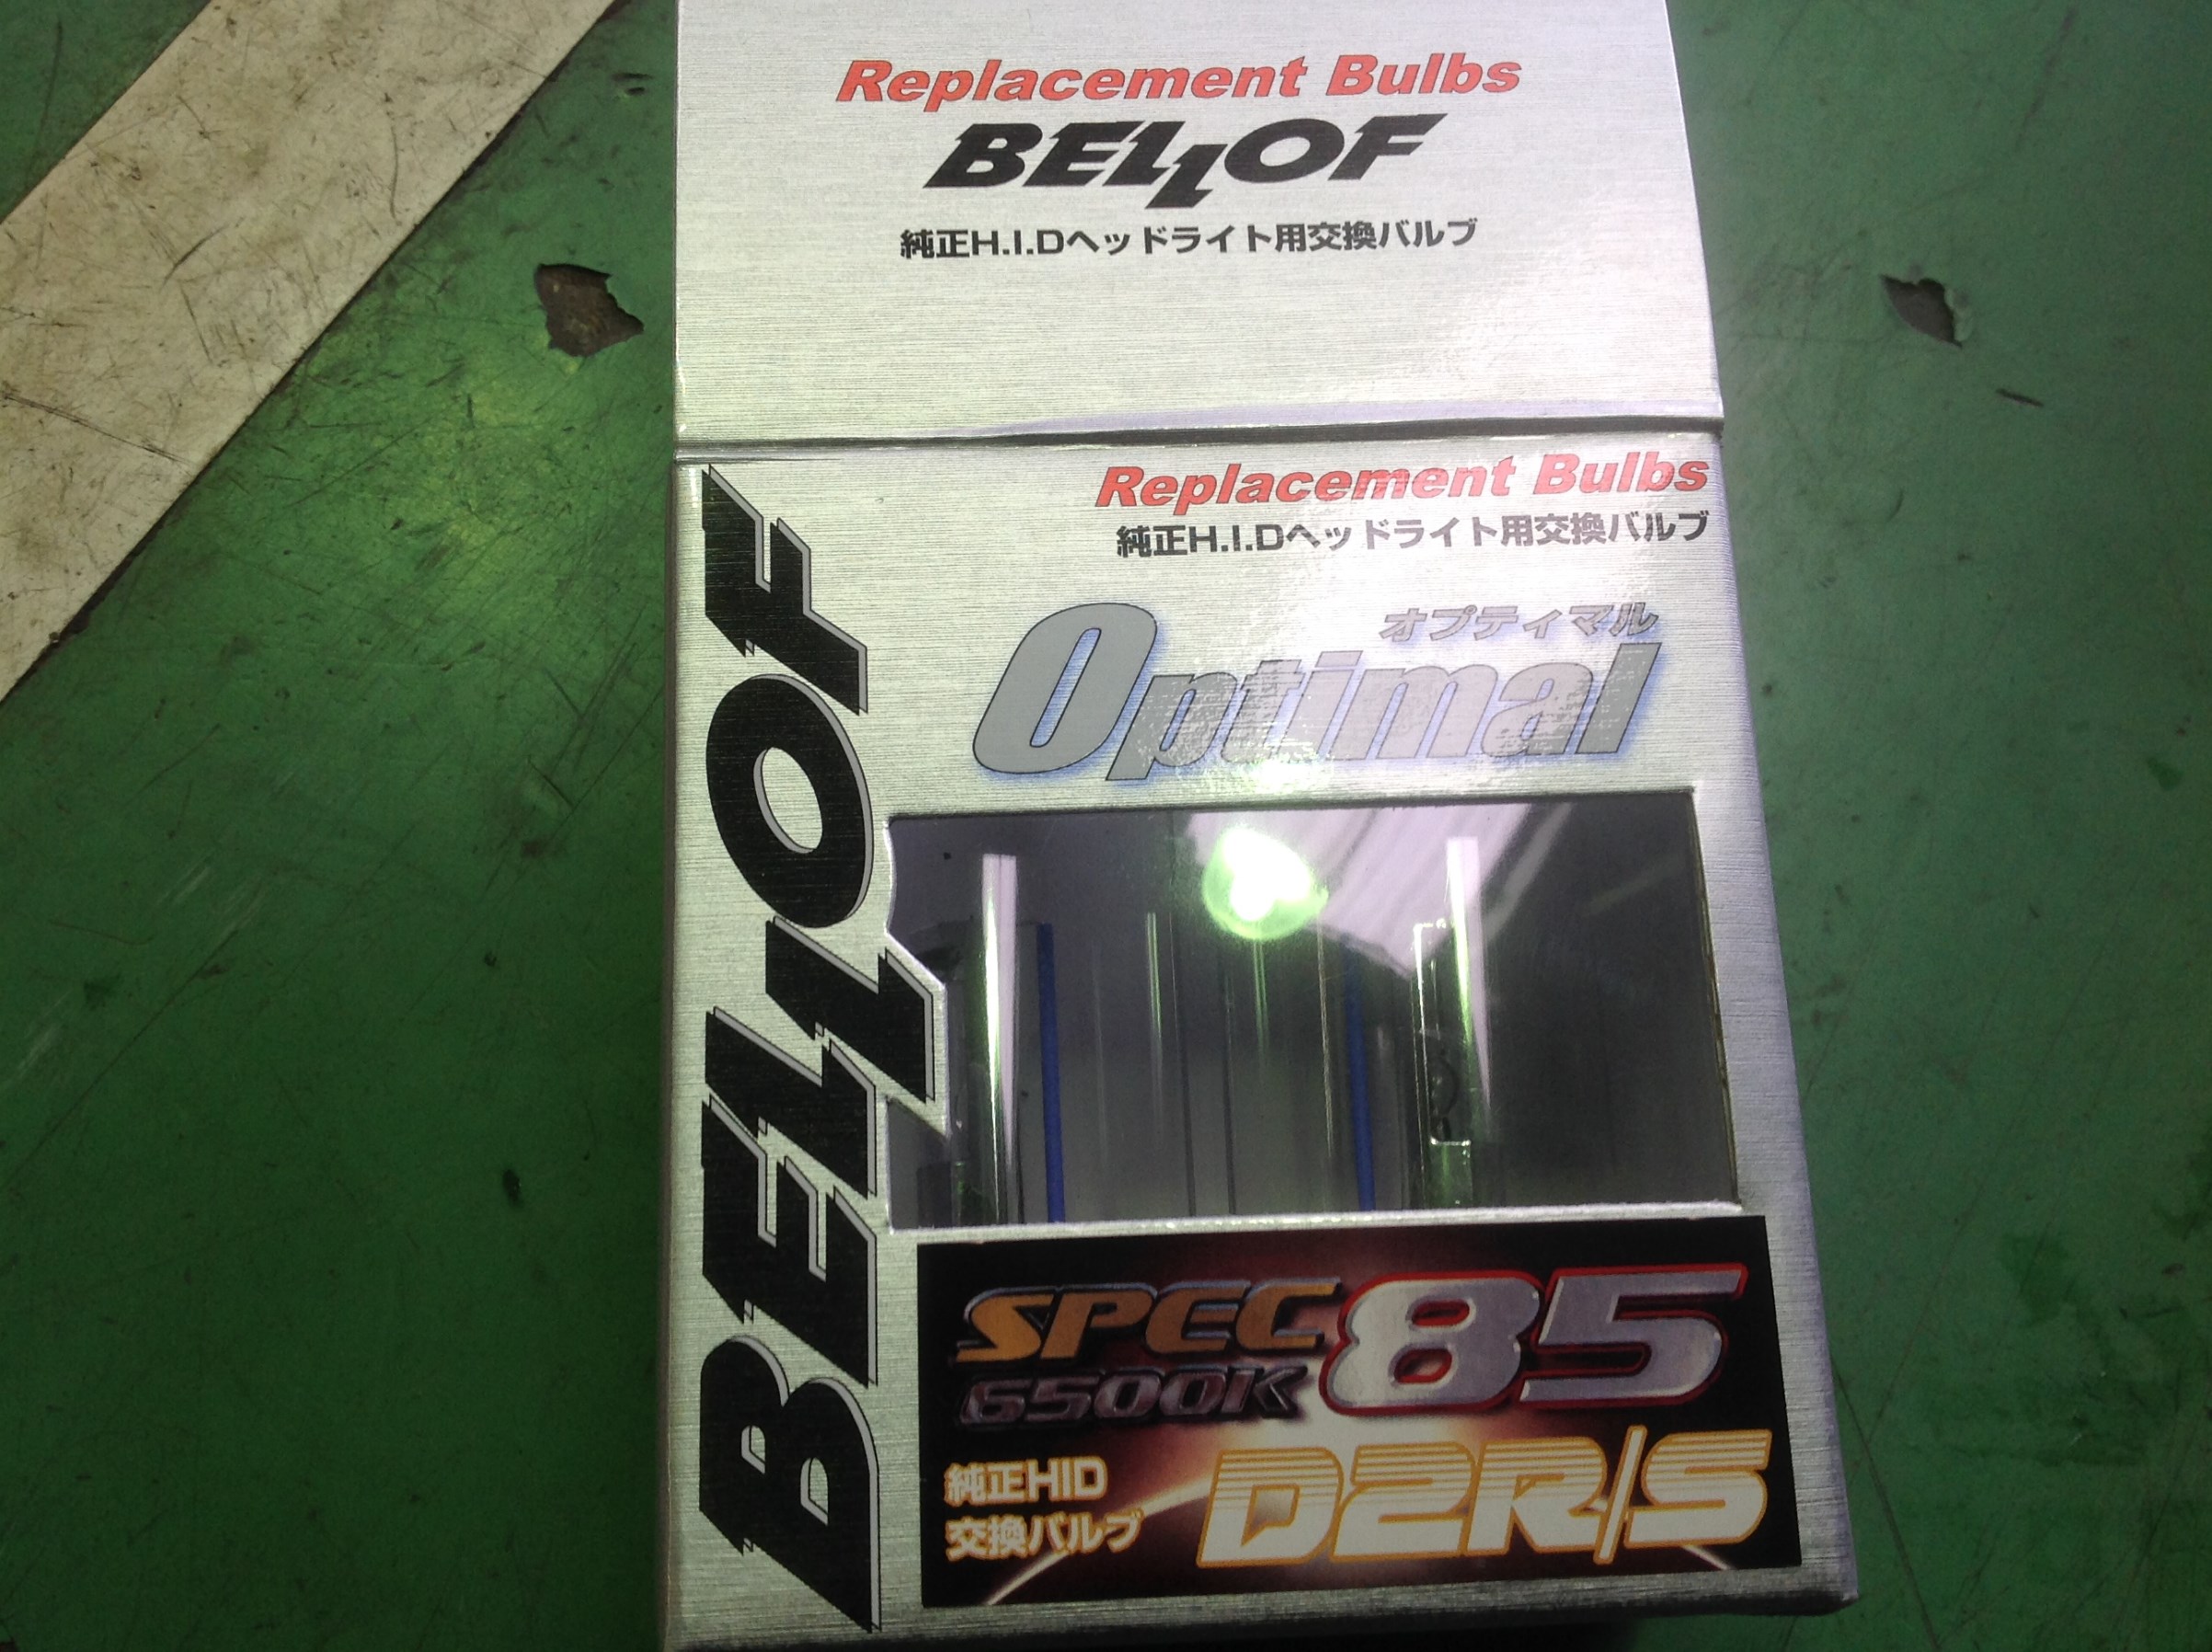 Replacement Bulbs
BELLOF
純正H.I.Dヘッドライト用交換バルブ
Replacement Bulbs
純正H.I.Dヘッドライト用交換バルブ
オプティマル
Optimal
BELLOF
SPEC 85
6500K
純正HID
交換バルブ
D2R/S